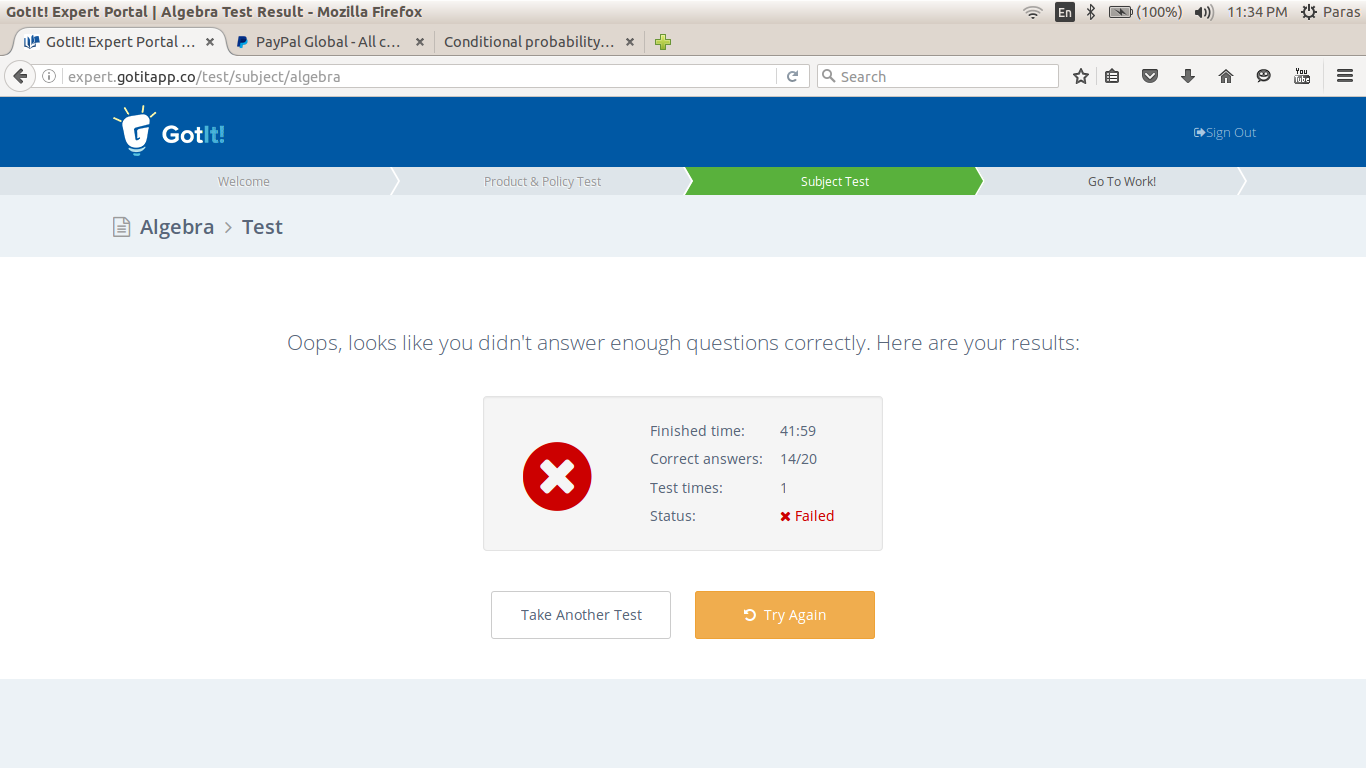 GotIt! Expert Portal | Algebra Test Result - Mozilla Firefox
En (100%) 11:34 PM Paras
GotIt! Expert Portal ... PayPal Global - All c... Conditional probability...
expert.gotitapp.co/test/subject/algebra Search You Tube
GotIt! Sign Out
Welcome Product & Policy Test Subject Test Go To Work!
Algebra > Test
Oops, looks like you didn't answer enough questions correctly. Here are your results:
Finished time: 41:59
Correct answers: 14/20
Test times: 1
Status: Failed
Take Another Test Try Again